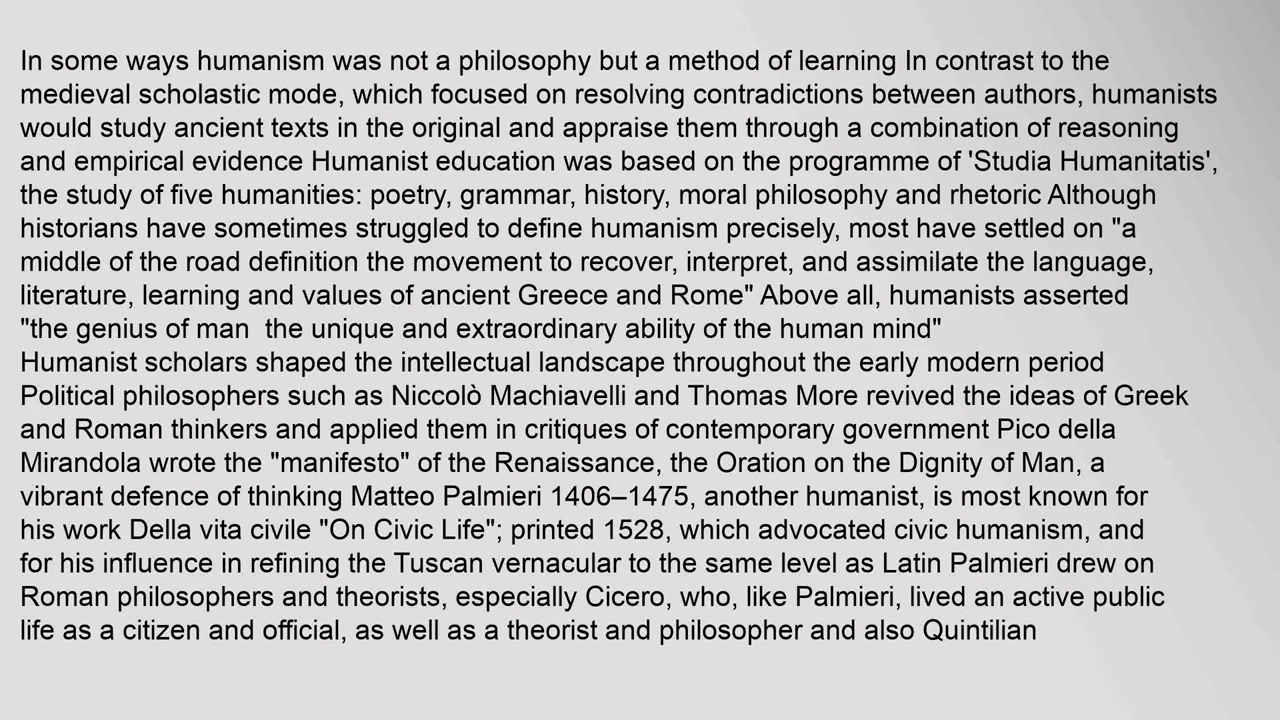 In some ways humanism was not a philosophy but a method of learning In contrast to the
medieval scholastic mode, which focused on resolving contradictions between authors, humanists
would study ancient texts in the original and appraise them through a combination of reasoning
and empirical evidence Humanist education was based on the programme of 'Studia Humanitatis',
the study of five humanities: poetry, grammar, history, moral philosophy and rhetoric Although
historians have sometimes struggled to define humanism precisely, most have settled on "a
middle of the road definition the movement to recover, interpret, and assimilate the language,
literature, learning and values of ancient Greece and Rome" Above all, humanists asserted
"the genius of man  the unique and extraordinary ability of the human mind"
Humanist scholars shaped the intellectual landscape throughout the early modern period
Political philosophers such as Niccolò Machiavelli and Thomas More revived the ideas of Greek
and Roman thinkers and applied them in critiques of contemporary government Pico della
Mirandola wrote the "manifesto" of the Renaissance, the Oration on the Dignity of Man, a
vibrant defence of thinking Matteo Palmieri 1406–1475, another humanist, is most known for
his work Della vita civile "On Civic Life"; printed 1528, which advocated civic humanism, and
for his influence in refining the Tuscan vernacular to the same level as Latin Palmieri drew on
Roman philosophers and theorists, especially Cicero, who, like Palmieri, lived an active public
life as a citizen and official, as well as a theorist and philosopher and also Quintilian